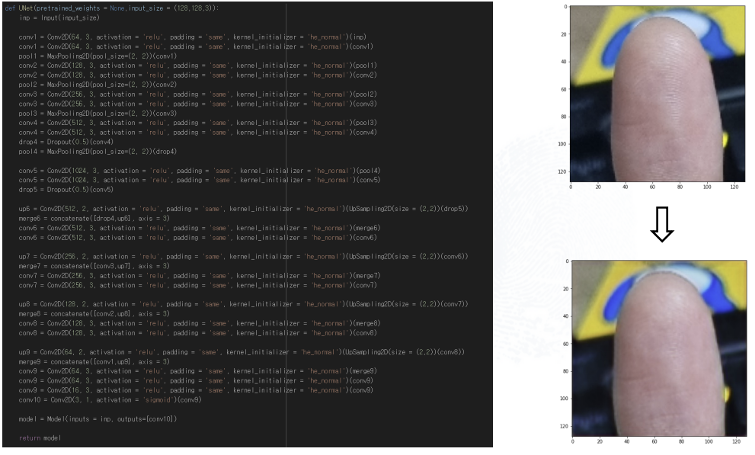 def UNet(pretrained_weights = None,input_size = (128,128,3)):
inp = Input(input_size)
conv1 = Conv2D(64, 3, activation = 'relu', padding = 'same', kernel_initializer = 'he_normal')(inp)
conv1 = Conv2D(64, 3, activation = 'relu', padding = 'same', kernel_initializer = 'he_normal')(conv1)
pool1 = MaxPooling2D(pool_size=(2, 2))(conv1)
conv2 = Conv2D(128, 3, activation = 'relu', padding = 'same', kernel_initializer = 'he_normal')(pool1)
conv2 = Conv2D(128, 3, activation = 'relu', padding = 'same', kernel_initializer = 'he_normal')(conv2)
pool2 = MaxPooling2D(pool_size=(2, 2))(conv2)
conv3 = Conv2D(256, 3, activation = 'relu', padding = 'same', kernel_initializer = 'he_normal')(pool2)
conv3 = Conv2D(256, 3, activation = 'relu', padding = 'same', kernel_initializer = 'he_normal')(conv3)
pool3 = MaxPooling2D(pool_size=(2, 2))(conv3)
conv4 = Conv2D(512, 3, activation = 'relu', padding = 'same', kernel_initializer = 'he_normal')(pool3)
conv4 = Conv2D(512, 3, activation = 'relu', padding = 'same', kernel_initializer = 'he_normal')(conv4)
drop4 = Dropout(0.5)(conv4)
pool4 = MaxPooling2D(pool_size=(2, 2))(drop4)
conv5 = Conv2D(1024, 3, activation = 'relu', padding = 'same', kernel_initializer = 'he_normal')(pool4)
conv5 = Conv2D(1024, 3, activation = 'relu', padding = 'same', kernel_initializer = 'he_normal')(conv5)
drop5 = Dropout(0.5)(conv5)
up6 = Conv2D(512, 2, activation = 'relu', padding = 'same', kernel_initializer = 'he_normal')(UpSampling2D(size = (2,2))(drop5))
merge6 = concatenate([drop4,up6], axis = 3)
conv6 = Conv2D(512, 3, activation = 'relu', padding = 'same', kernel_initializer = 'he_normal')(merge6)
conv6 = Conv2D(512, 3, activation = 'relu', padding = 'same', kernel_initializer = 'he_normal')(conv6)
up7 = Conv2D(256, 2, activation = 'relu', padding = 'same', kernel_initializer = 'he_normal')(UpSampling2D(size = (2,2))(conv6))
merge7 = concatenate([conv3,up7], axis = 3)
conv7 = Conv2D(256, 3, activation = 'relu', padding = 'same', kernel_initializer = 'he_normal')(merge7)
conv7 = Conv2D(256, 3, activation = 'relu', padding = 'same', kernel_initializer = 'he_normal')(conv7)
up8 = Conv2D(128, 2, activation = 'relu', padding = 'same', kernel_initializer = 'he_normal')(UpSampling2D(size = (2,2))(conv7))
merge8 = concatenate([conv2,up8], axis = 3)
conv8 = Conv2D(128, 3, activation = 'relu', padding = 'same', kernel_initializer = 'he_normal')(merge8)
conv8 = Conv2D(128, 3, activation = 'relu', padding = 'same', kernel_initializer = 'he_normal')(conv8)
up9 = Conv2D(64, 2, activation = 'relu', padding = 'same', kernel_initializer = 'he_normal')(UpSampling2D(size = (2,2))(conv8))
merge9 = concatenate([conv1,up9], axis = 3)
conv9 = Conv2D(64, 3, activation = 'relu', padding = 'same', kernel_initializer = 'he_normal')(merge9)
conv9 = Conv2D(64, 3, activation = 'relu', padding = 'same', kernel_initializer = 'he_normal')(conv9)
conv9 = Conv2D(16, 3, activation = 'relu', padding = 'same', kernel_initializer = 'he_normal')(conv9)
conv10 = Conv2D(3, 1, activation = 'sigmoid')(conv9)
model = Model(inputs = inp, outputs=[conv10])
return model
0
20
40
60
80
100
120
0 20 40 60 80 100 120
0
20
40
60
80
100
120
0 20 40 60 80 100 120